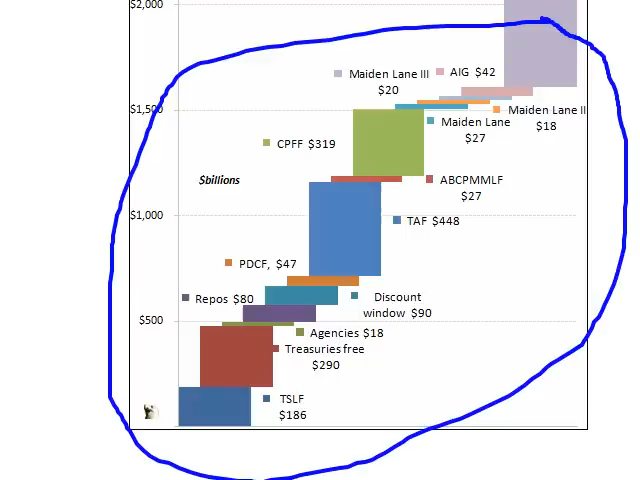 $2,000
Maiden Lane III
$20
AIG $42
$1,500
Maiden Lane II
$18
Maiden Lane
$27
CPFF $319
$billions
ABCPMMLF
$27
$1,000
TAF $448
PDCF, $47
Repos $80
Discount
window $90
$500
Agencies $18
Treasuries free
$290
TSLF
$186